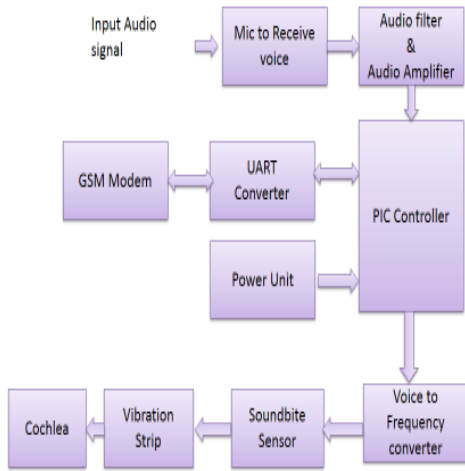 Input Audio
signal
Mic to Receive
voice
Audio filter
&
Audio Amplifier
GSM Modem
UART
Converter
PIC Controller
Power Unit
Cochlea
Vibration
Strip
Soundbite
Sensor
Voice to
Frequency
converter